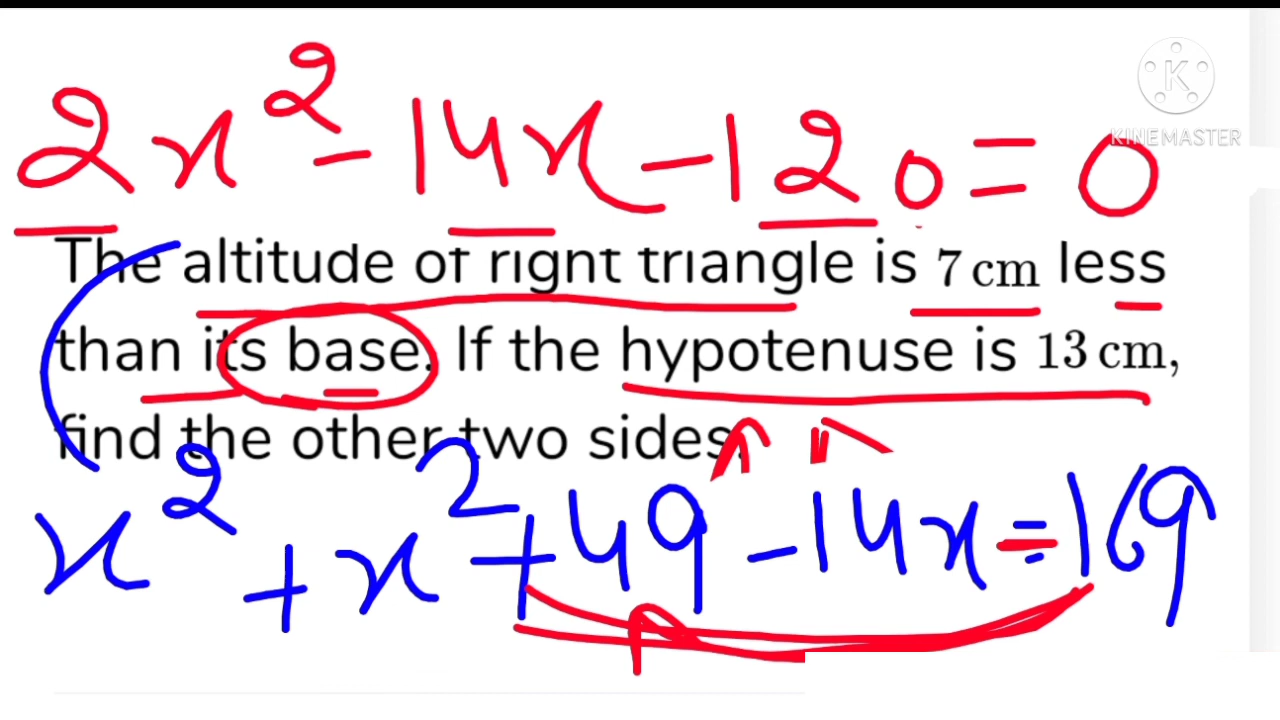 K
KINEMASTER
2x² - 14x - 120 = 0
The altitude of right triangle is 7 cm less
than its base. If the hypotenuse is 13 cm,
find the other two sides.
x² + x² + 49 - 14x = 169